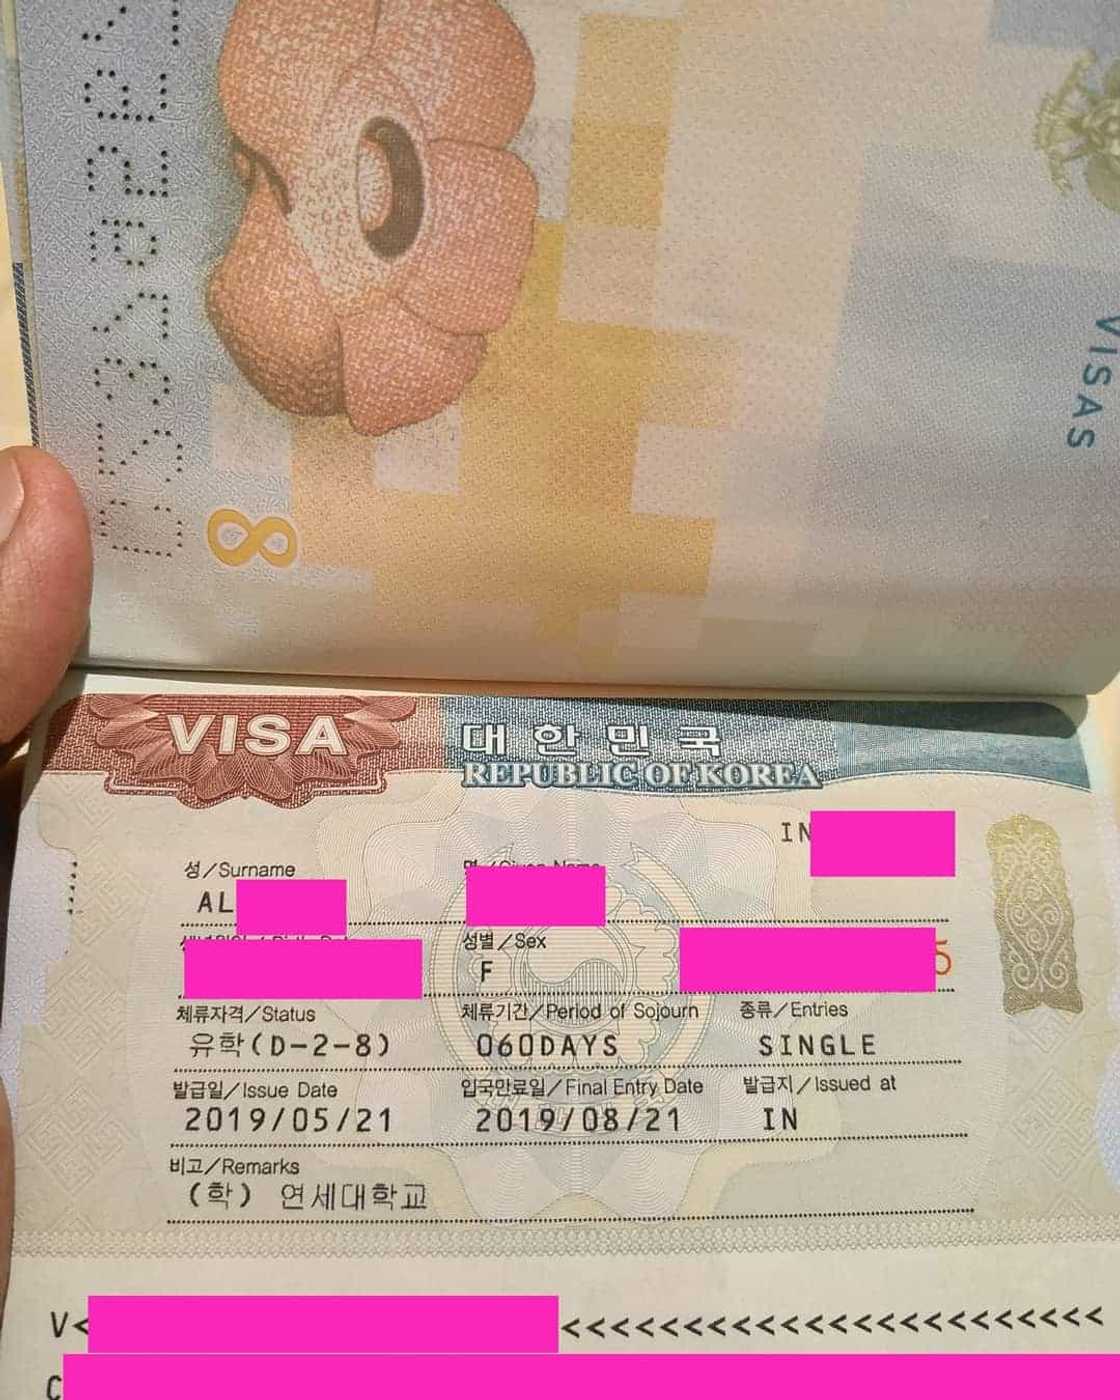 8
VISAS
VISA 대한민국
REPUBLIC OF KOREA
IN
성/Surname
AL
성별/Sex
F
체류자격/Status 체류기간/Period of Sojourn 종류/Entries
유학(D-2-8) 060DAYS SINGLE
발급일/Issue Date 입국만료일/Final Entry Date 발급지/Issued at
2019/05/21 2019/08/21 IN
비고/Remarks
(학) 연세대학교
V< <<<<<<<<<<<<<<<<<<<<<<<<<
C